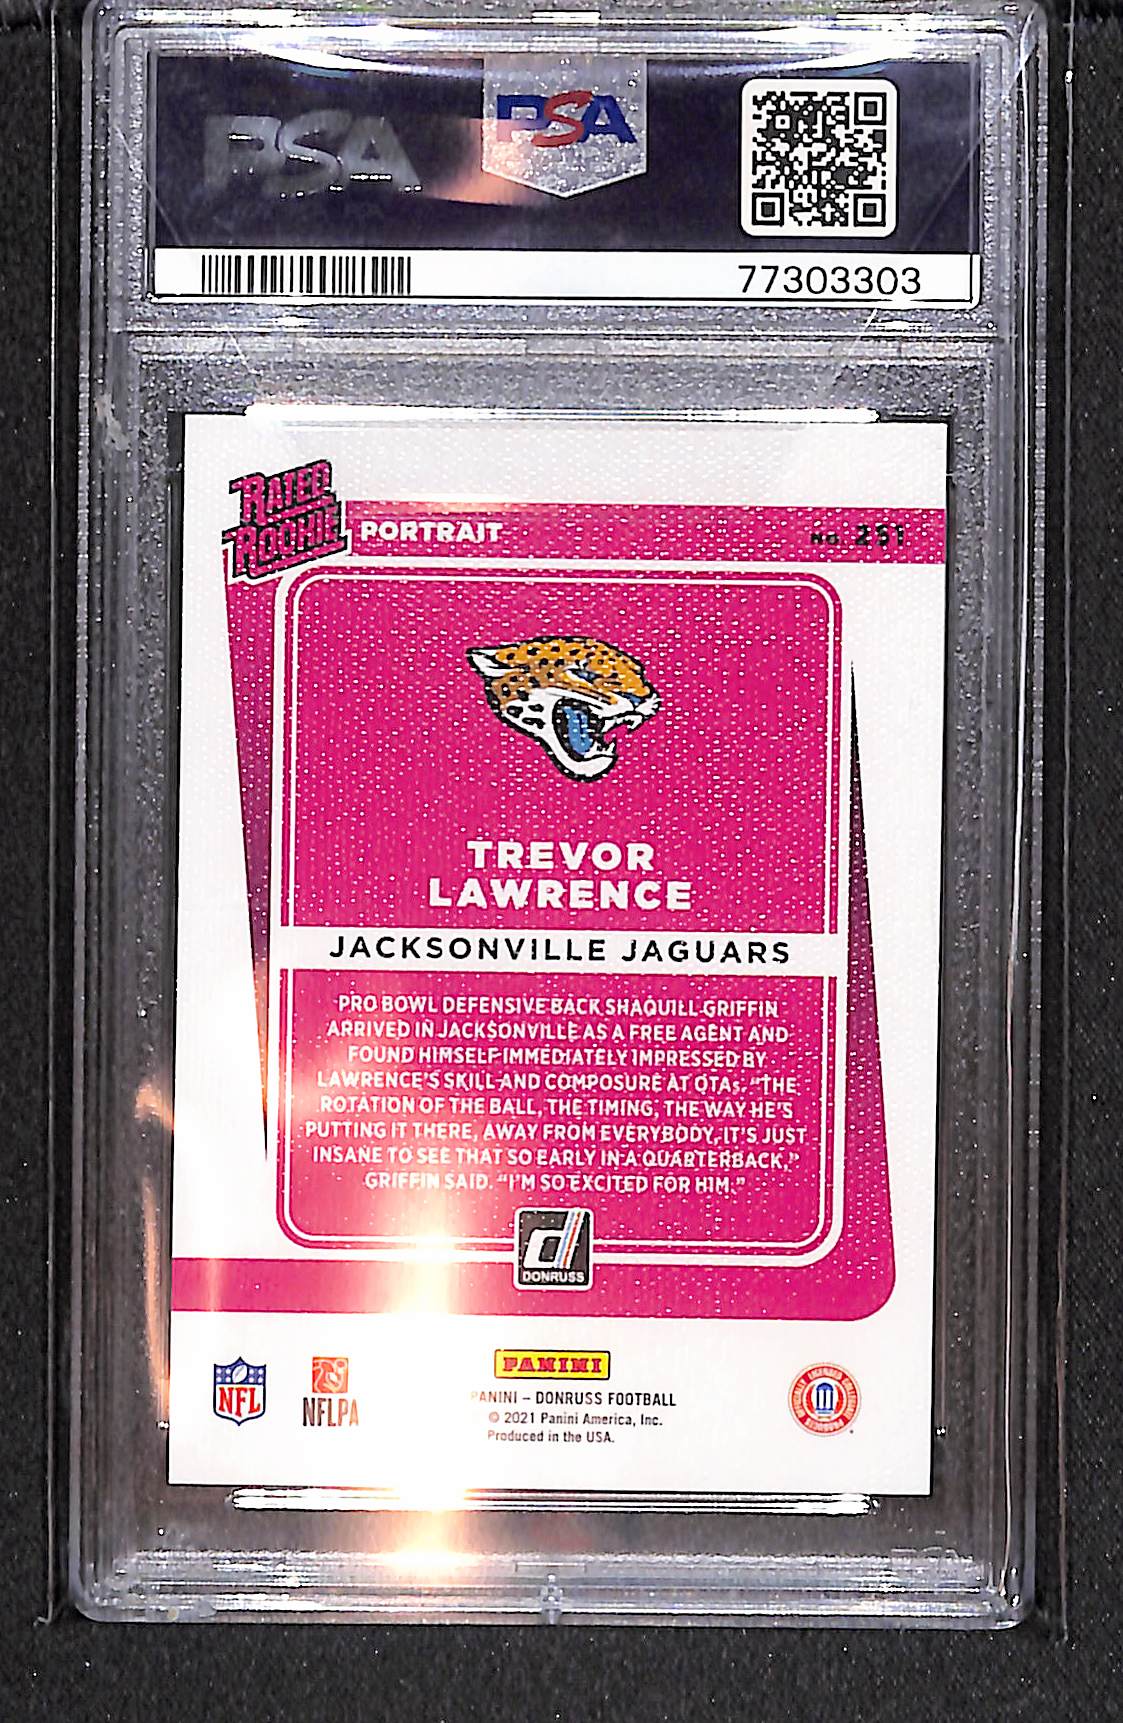 PSA
PSA
77303303
RATED ROOKIE
PORTRAIT
No. 251
TREVOR
LAWRENCE
JACKSONVILLE JAGUARS
PRO BOWL DEFENSIVE BACK SHAQUILL GRIFFIN
ARRIVED IN JACKSONVILLE AS A FREE AGENT AND
FOUND HIMSELF IMMEDIATELY IMPRESSED BY
LAWRENCE'S SKILL AND COMPOSURE AT OTAs. "THE
ROTATION OF THE BALL, THE TIMING, THE WAY HE'S
PUTTING IT THERE, AWAY FROM EVERYBODY, IT'S JUST
INSANE TO SEE THAT SO EARLY IN A QUARTERBACK,"
GRIFFIN SAID. "I'M SO EXCITED FOR HIM."
d
DONRUSS
NFL
NFLPA
PANINI
PANINI – DONRUSS FOOTBALL
© 2021 Panini America, Inc.
Produced in the USA.